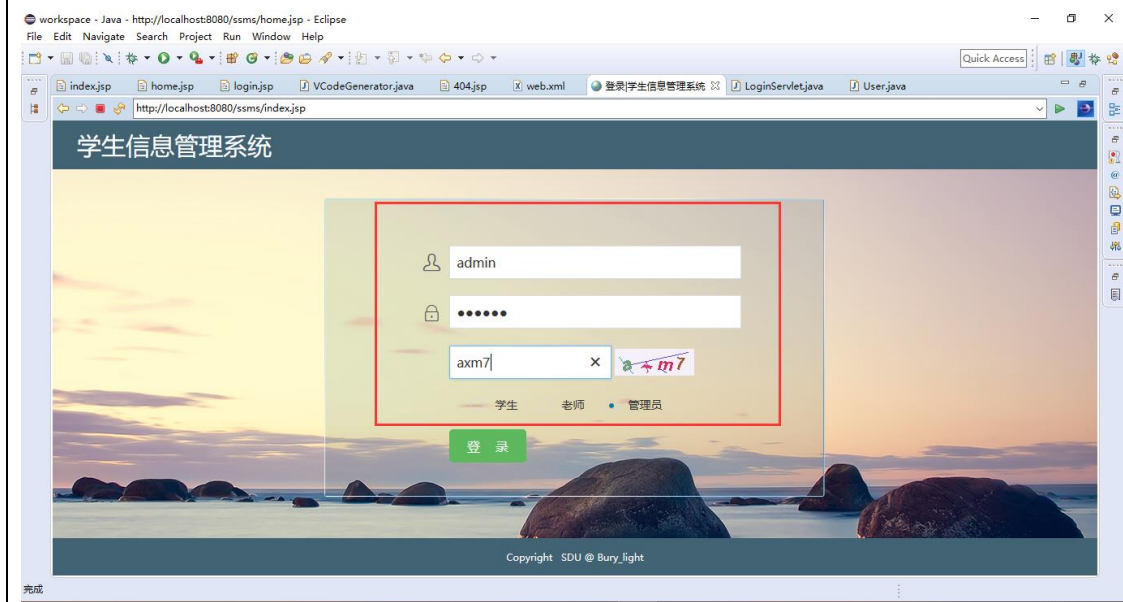 workspace - Java - http://localhost:8080/ssms/home.jsp - Eclipse
File Edit Navigate Search Project Run Window Help
Quick Access
index.jsp home.jsp login.jsp VCodeGenerator.java 404.jsp web.xml 登录|学生信息管理系统 LoginServlet.java User.java
http://localhost:8080/ssms/index.jsp
学生信息管理系统
admin
axm7
a x m 7
学生 老师 管理员
登 录
Copyright SDU @ Bury_light
完成